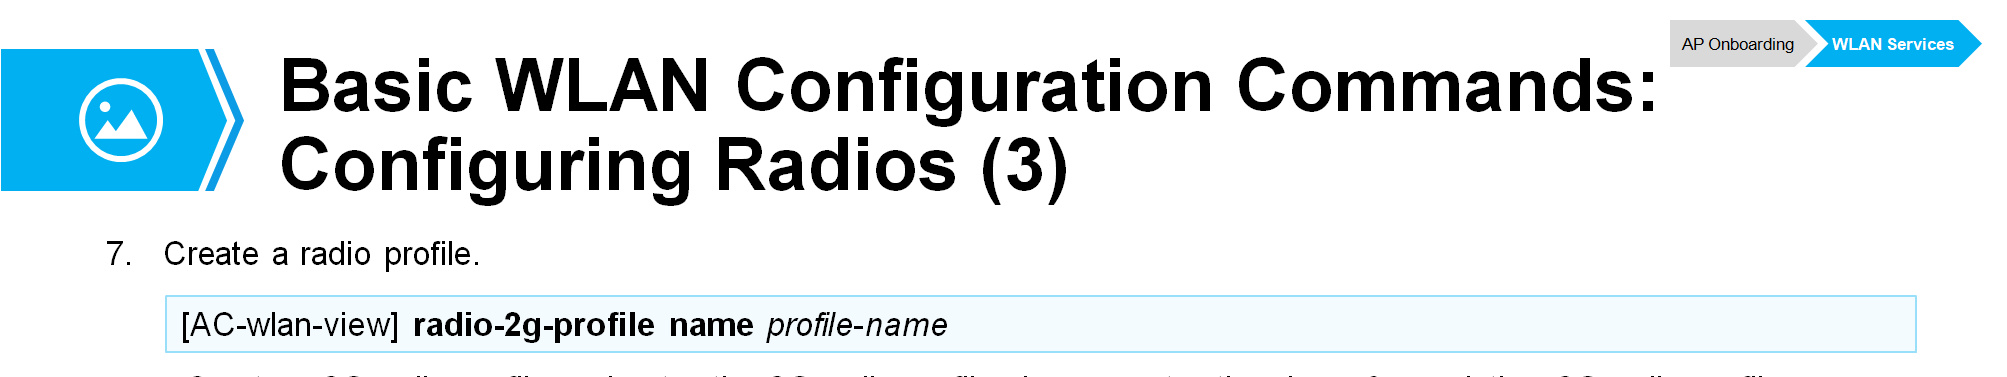 AP Onboarding
WLAN Services
Basic WLAN Configuration Commands:
Configuring Radios (3)
7. Create a radio profile.
[AC-wlan-view] radio-2g-profile name profile-name